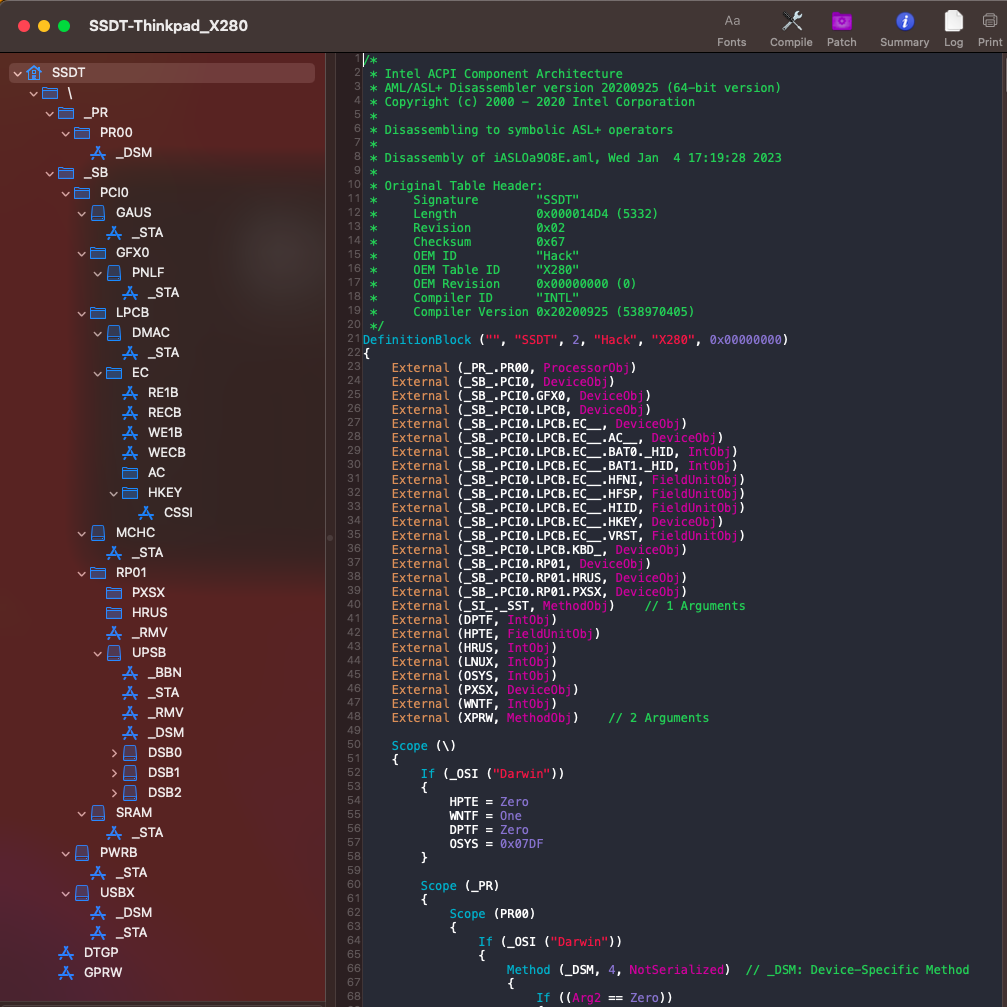 SSDT-Thinkpad_X280
Aa
Fonts
Compile
Patch
Summary
Log
Print
SSDT
\
_PR
PR00
_DSM
_SB
PCI0
GAUS
_STA
GFX0
PNLF
_STA
LPCB
DMAC
_STA
EC
RE1B
RECB
WE1B
WECB
AC
HKEY
CSSI
MCHC
_STA
RP01
PXSX
HRUS
_RMV
UPSB
_BBN
_STA
_RMV
_DSM
DSB0
DSB1
DSB2
SRAM
_STA
PWRB
_STA
USBX
_DSM
_STA
DTGP
GPRW
1 /*
2 * Intel ACPI Component Architecture
3 * AML/ASL+ Disassembler version 20200925 (64-bit version)
4 * Copyright (c) 2000 - 2020 Intel Corporation
5 *
6 * Disassembling to symbolic ASL+ operators
7 *
8 * Disassembly of iASLOa9O8E.aml, Wed Jan  4 17:19:28 2023
9 *
10 * Original Table Header:
11 *     Signature        "SSDT"
12 *     Length           0x000014D4 (5332)
13 *     Revision         0x02
14 *     Checksum         0x67
15 *     OEM ID           "Hack"
16 *     OEM Table ID     "X280"
17 *     OEM Revision     0x00000000 (0)
18 *     Compiler ID      "INTL"
19 *     Compiler Version 0x20200925 (538970405)
20 */
21 DefinitionBlock ("", "SSDT", 2, "Hack", "X280", 0x00000000)
22 {
23     External (_PR_.PR00, ProcessorObj)
24     External (_SB_.PCI0, DeviceObj)
25     External (_SB_.PCI0.GFX0, DeviceObj)
26     External (_SB_.PCI0.LPCB, DeviceObj)
27     External (_SB_.PCI0.LPCB.EC__, DeviceObj)
28     External (_SB_.PCI0.LPCB.EC__.AC__, DeviceObj)
29     External (_SB_.PCI0.LPCB.EC__.BAT0._HID, IntObj)
30     External (_SB_.PCI0.LPCB.EC__.BAT1._HID, IntObj)
31     External (_SB_.PCI0.LPCB.EC__.HFNI, FieldUnitObj)
32     External (_SB_.PCI0.LPCB.EC__.HFSP, FieldUnitObj)
33     External (_SB_.PCI0.LPCB.EC__.HIID, FieldUnitObj)
34     External (_SB_.PCI0.LPCB.EC__.HKEY, DeviceObj)
35     External (_SB_.PCI0.LPCB.EC__.VRST, FieldUnitObj)
36     External (_SB_.PCI0.LPCB.KBD_, DeviceObj)
37     External (_SB_.PCI0.RP01, DeviceObj)
38     External (_SB_.PCI0.RP01.HRUS, DeviceObj)
39     External (_SB_.PCI0.RP01.PXSX, DeviceObj)
40     External (_SI_._SST, MethodObj)    // 1 Arguments
41     External (DPTF, IntObj)
42     External (HPTE, FieldUnitObj)
43     External (HRUS, IntObj)
44     External (LNUX, IntObj)
45     External (OSYS, IntObj)
46     External (PXSX, DeviceObj)
47     External (WNTF, IntObj)
48     External (XPRW, MethodObj)    // 2 Arguments
49
50     Scope (\)
51     {
52         If (_OSI ("Darwin"))
53         {
54             HPTE = Zero
55             WNTF = One
56             DPTF = Zero
57             OSYS = 0x07DF
58         }
59
60         Scope (_PR)
61         {
62             Scope (PR00)
63             {
64                 If (_OSI ("Darwin"))
65                 {
66                     Method (_DSM, 4, NotSerialized)  // _DSM: Device-Specific Method
67                     {
68                         If ((Arg2 == Zero))